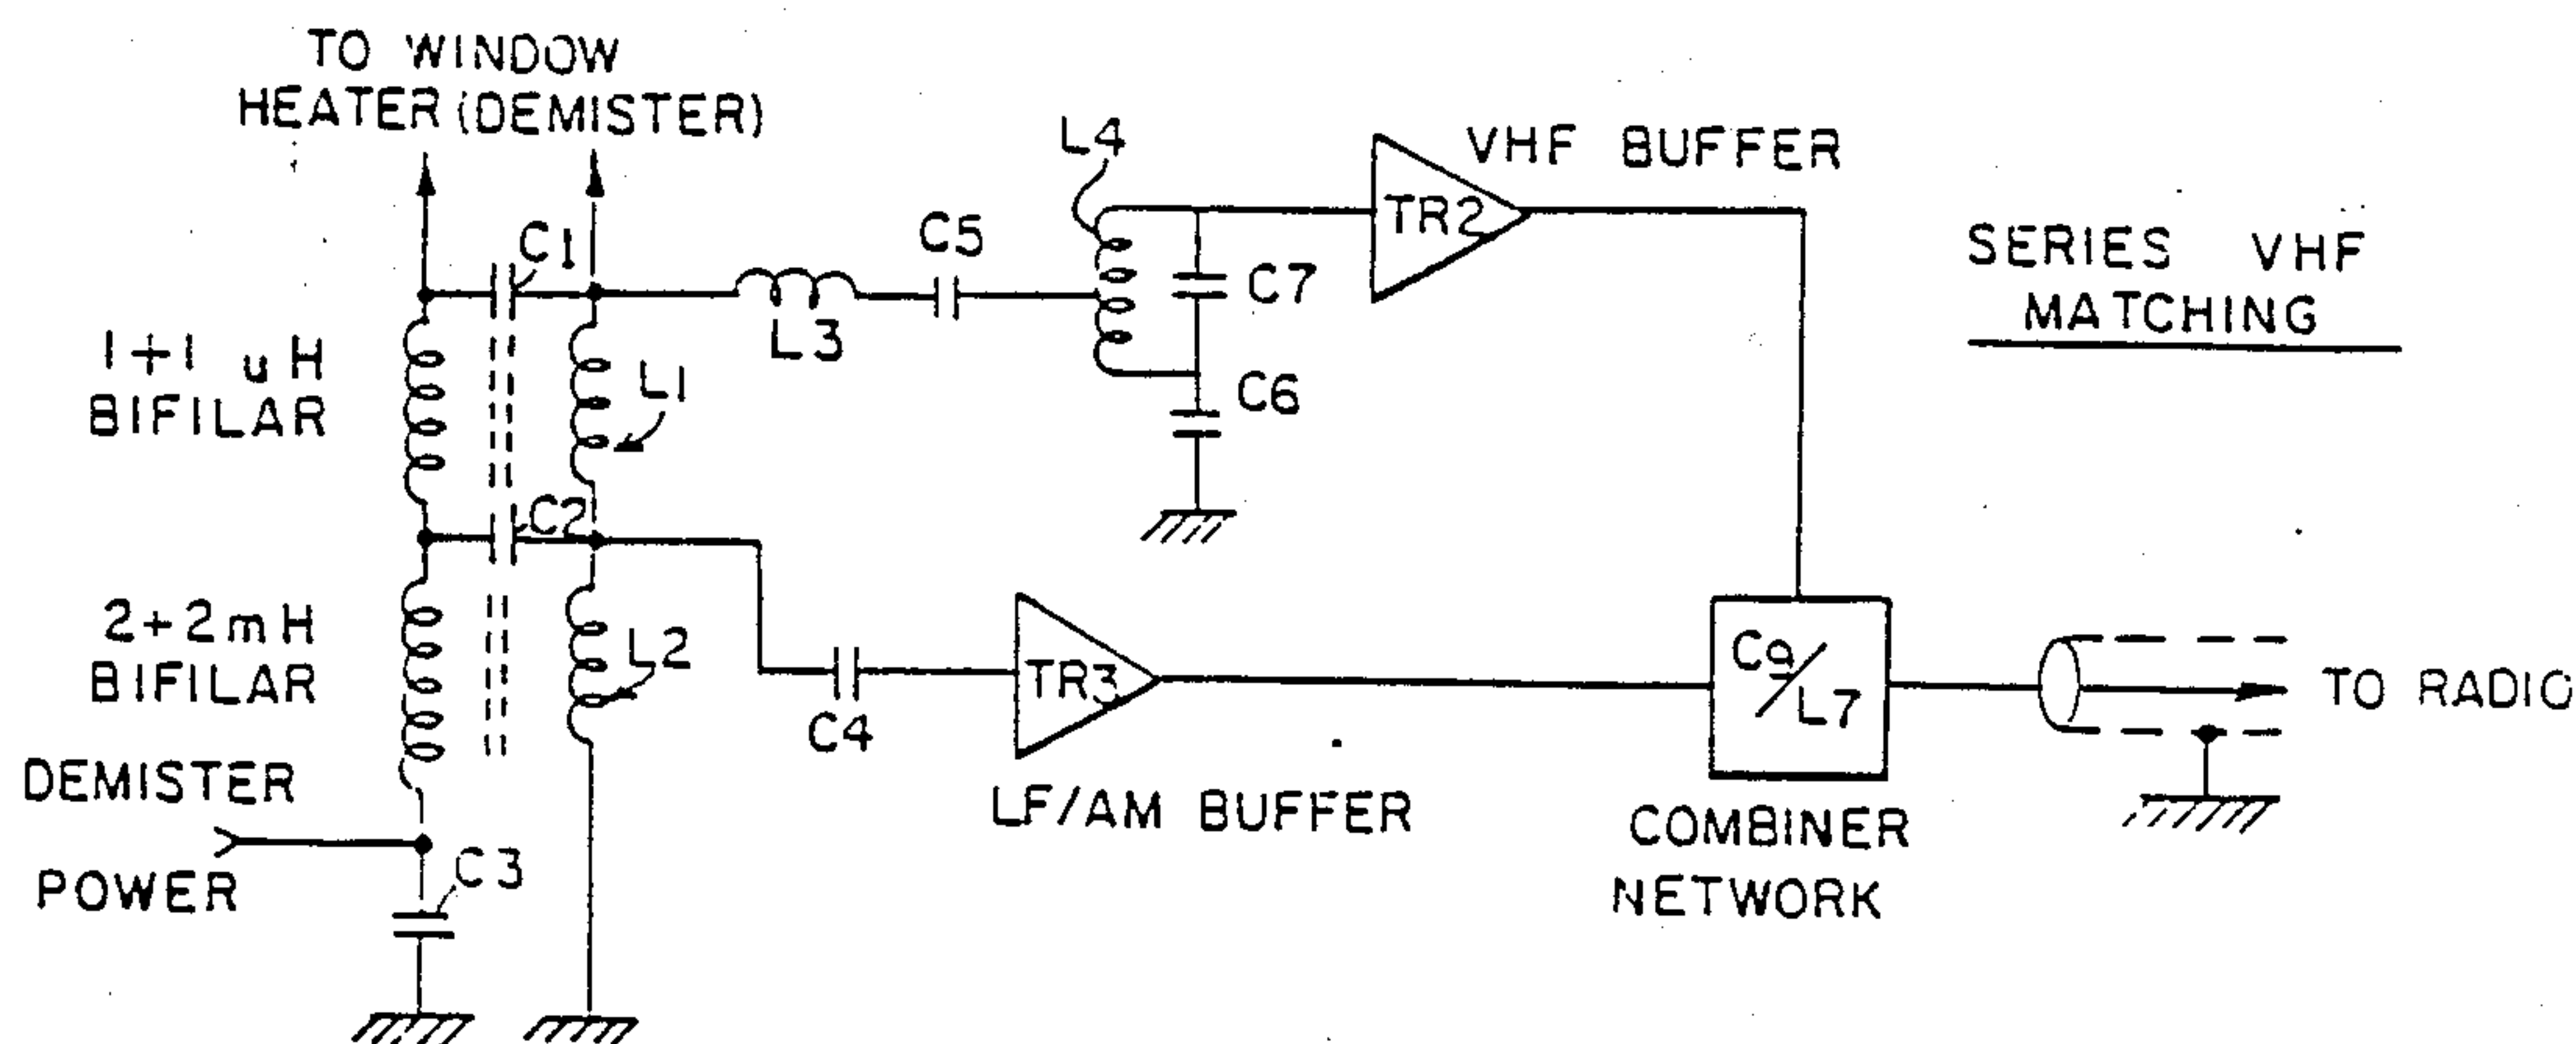 TO WINDOW
HEATER (DEMISTER)
L4
VHF BUFFER
TR2
C1
C5
C7
SERIES VHF
MATCHING
L3
1+1 uH
BIFILAR
L1
C6
C2
2+2mH
BIFILAR
L2
TR3
C4
C9/L7
TO RADIO
DEMISTER
POWER
C3
LF/AM BUFFER
COMBINER
NETWORK